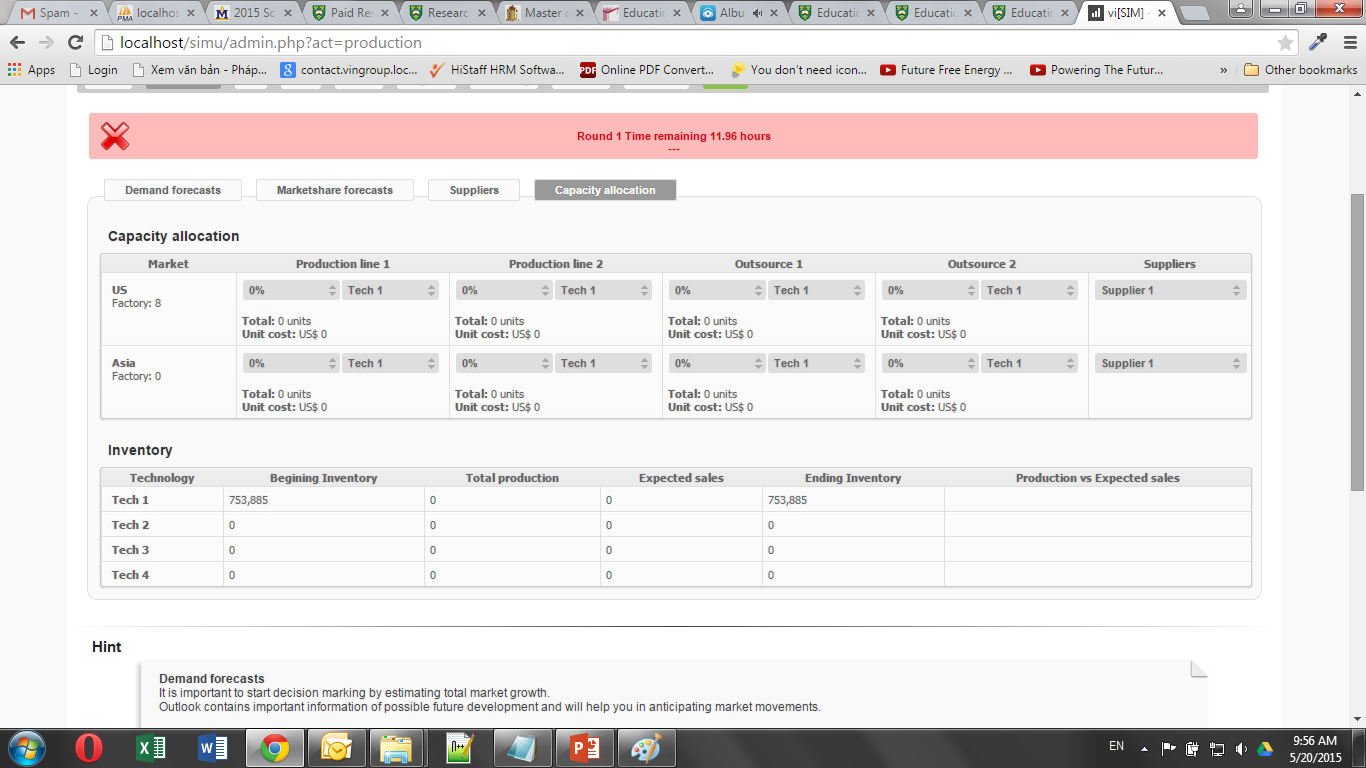 Spam -
localhos
2015 Sc
Paid Re
Researc
Master
Educatic
Albu
Educatic
Educatic
Educatic
vi[SIM] -
localhost/simu/admin.php?act=production
Apps
Login
Xem văn bản - Pháp...
contact.vingroup.loc...
HiStaff HRM Softwa...
Online PDF Convert...
You don't need icon...
Future Free Energy ...
Powering The Futur...
»
Other bookmarks
Round 1 Time remaining 11.96 hours
---
Demand forecasts Marketshare forecasts Suppliers Capacity allocation
Capacity allocation
Market Production line 1 Production line 2 Outsource 1 Outsource 2 Suppliers
US 0% Tech 1 0% Tech 1 0% Tech 1 0% Tech 1 Supplier 1
Factory: 8
Total: 0 units Total: 0 units Total: 0 units Total: 0 units
Unit cost: US$ 0 Unit cost: US$ 0 Unit cost: US$ 0 Unit cost: US$ 0
Asia 0% Tech 1 0% Tech 1 0% Tech 1 0% Tech 1 Supplier 1
Factory: 0
Total: 0 units Total: 0 units Total: 0 units Total: 0 units
Unit cost: US$ 0 Unit cost: US$ 0 Unit cost: US$ 0 Unit cost: US$ 0
Inventory
Technology Begining Inventory Total production Expected sales Ending Inventory Production vs Expected sales
Tech 1 753,885 0 0 753,885
Tech 2 0 0 0 0
Tech 3 0 0 0 0
Tech 4 0 0 0 0
Hint
Demand forecasts
It is important to start decision marking by estimating total market growth.
Outlook contains important information of possible future development and will help you in anticipating market movements.
EN
9:56 AM
5/20/2015